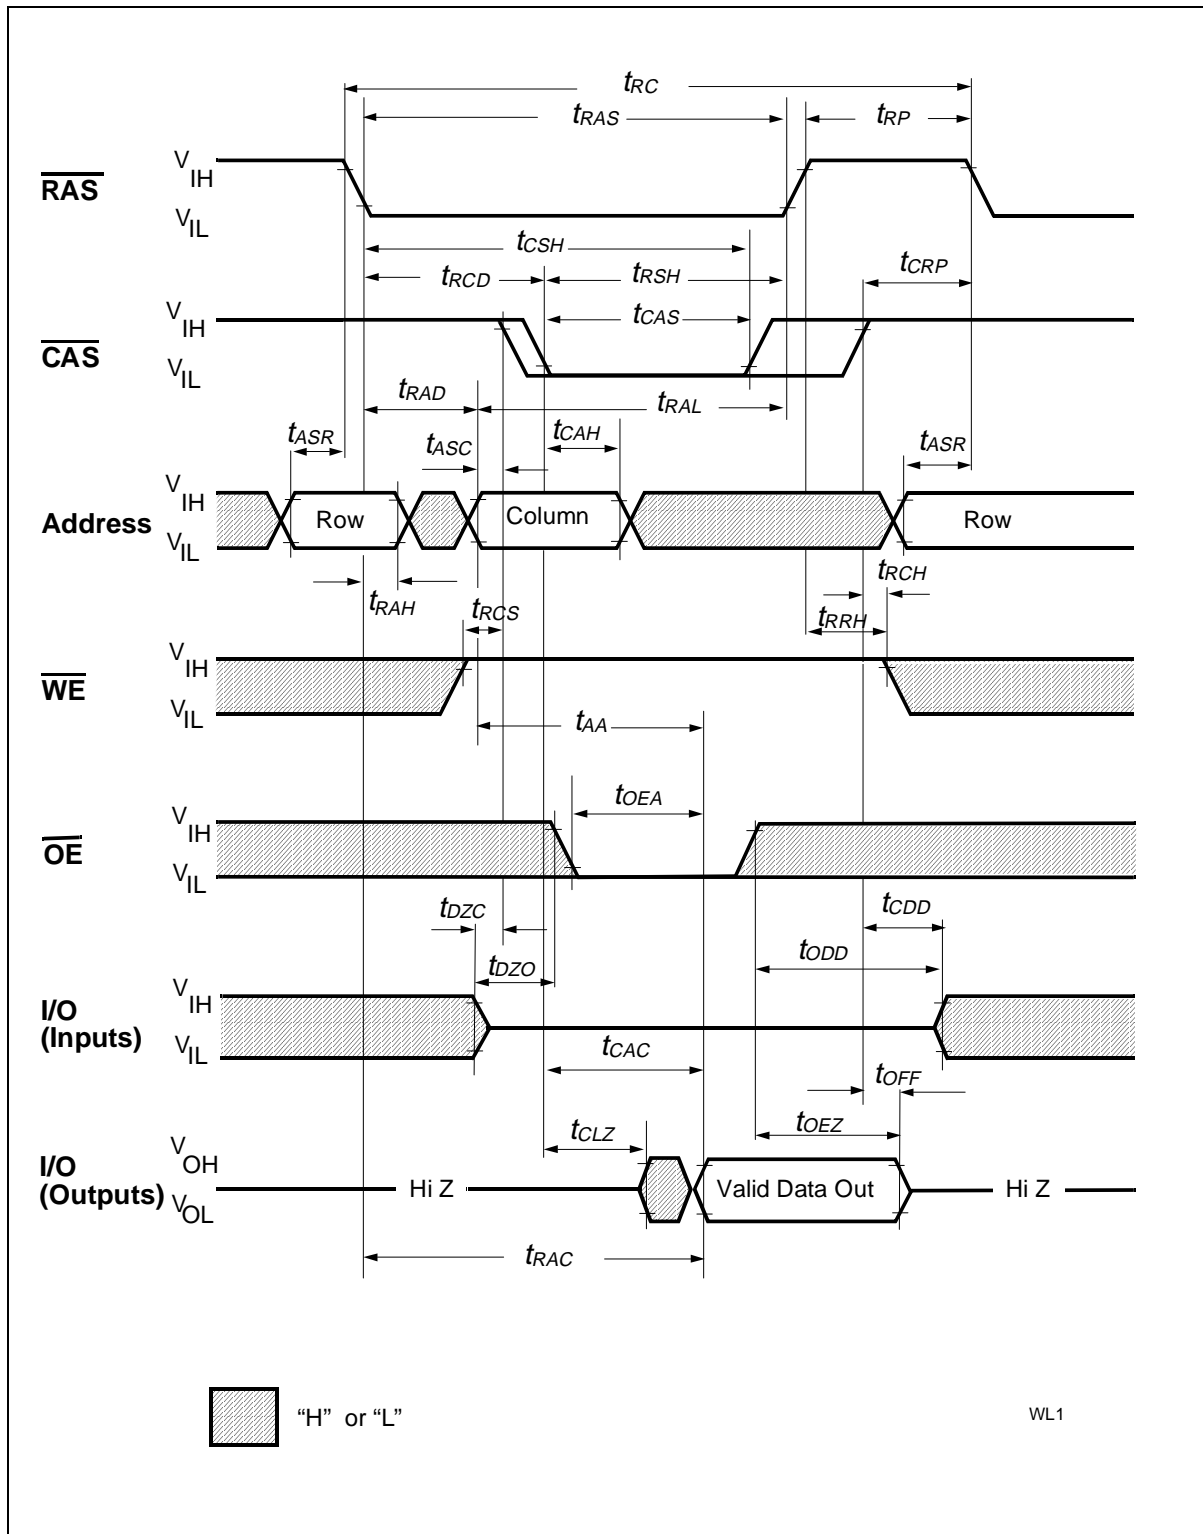 tRC
tRAS tRP
RAS VIH
VIL
tCSH
tRCD tRSH tCRP
CAS VIH
tCAS
VIL
tRAD tRAL
tASR tASC tCAH tASR
Address VIH
Row Column Row
VIL
tRCH
tRAH tRCS tRRH
WE VIH
VIL
tAA
tOEA
OE VIH
VIL
tDZC tCDD
tDZO tODD
I/O (Inputs) VIH
VIL
tCAC
tOFF
tCLZ tOEZ
I/O (Outputs) VOH
Hi Z Valid Data Out Hi Z
VOL
tRAC
“H” or “L”
WL1